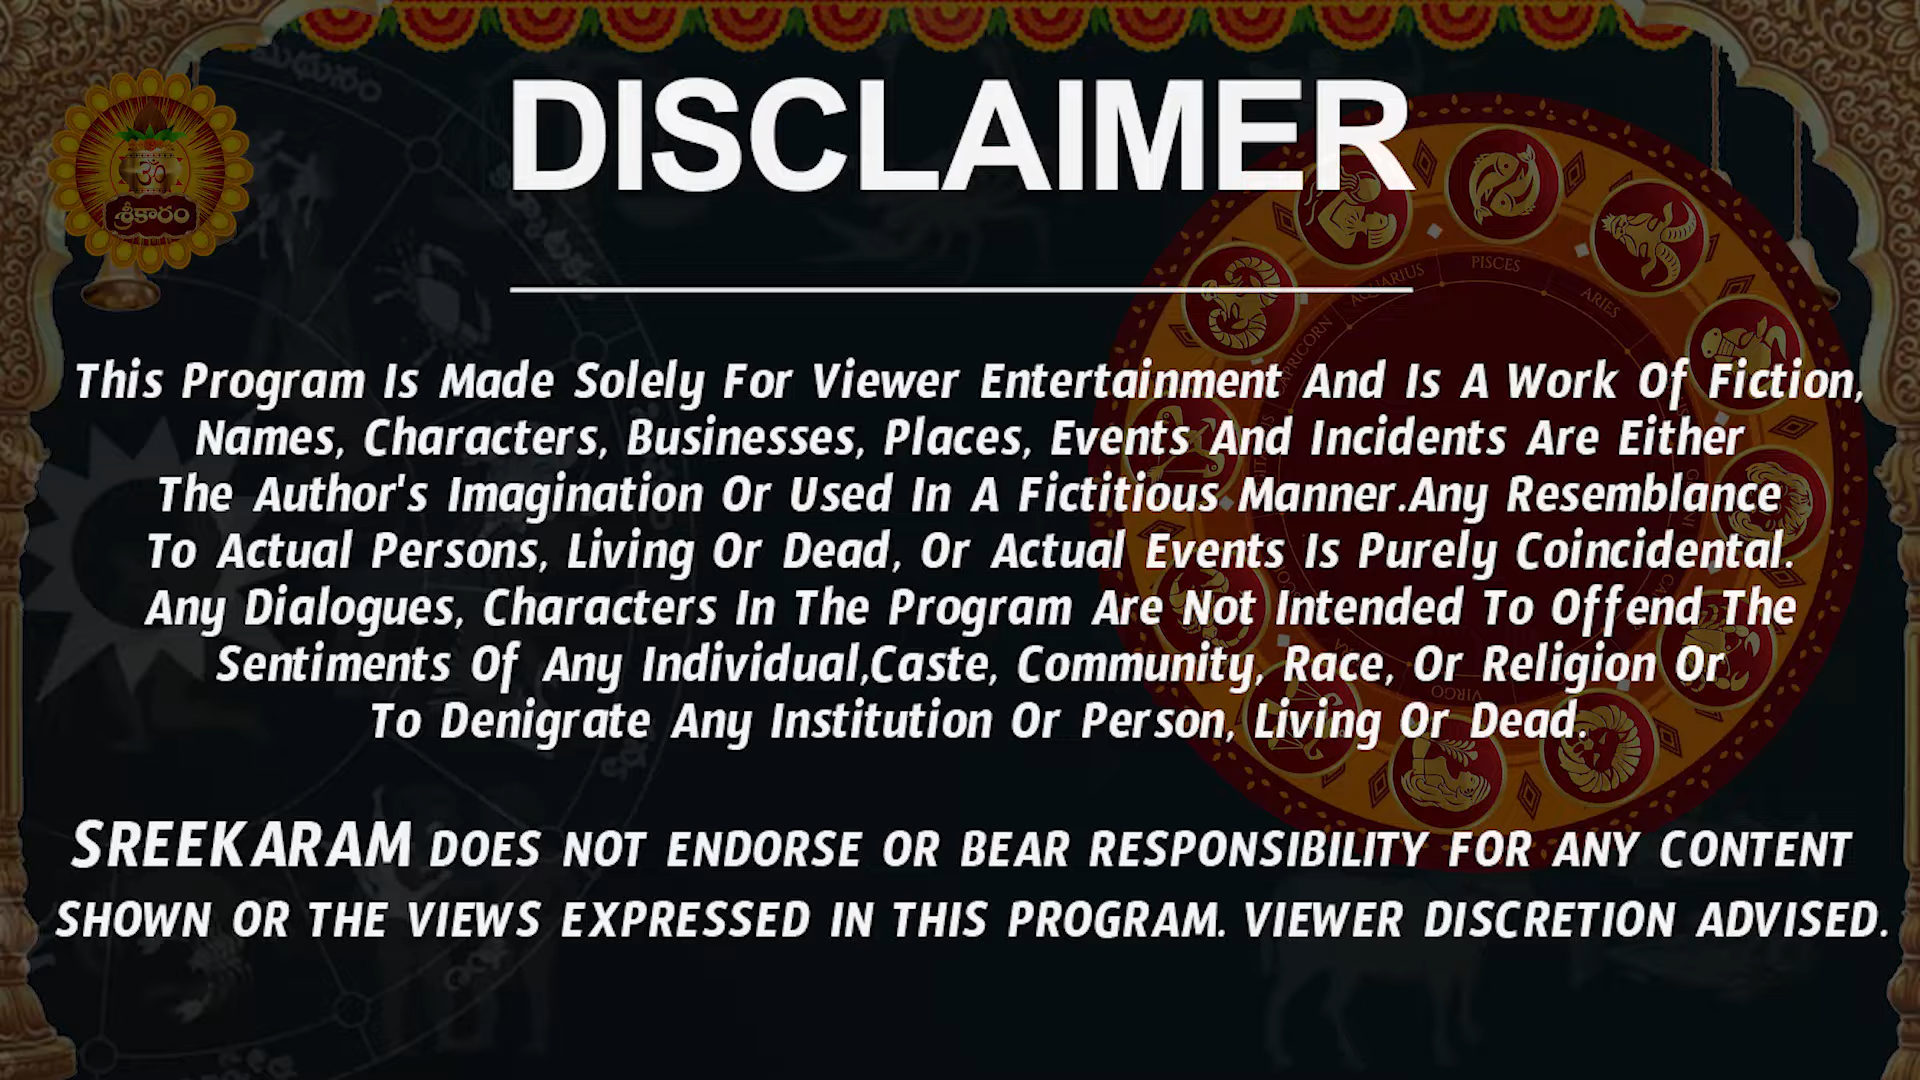 DISCLAIMER
ॐ
శ్రీకారం
PISCES
AQUARIUS
ARIES
CAPRICORN
This Program Is Made Solely For Viewer Entertainment And Is A Work Of Fiction,
Names, Characters, Businesses, Places, Events And Incidents Are Either
The Author's Imagination Or Used In A Fictitious Manner.Any Resemblance
To Actual Persons, Living Or Dead, Or Actual Events Is Purely Coincidental.
Any Dialogues, Characters In The Program Are Not Intended To Offend The
Sentiments Of Any Individual,Caste, Community, Race, Or Religion Or
VIRGO
To Denigrate Any Institution Or Person, Living Or Dead.
SREEKARAM DOES NOT ENDORSE OR BEAR RESPONSIBILITY FOR ANY CONTENT
SHOWN OR THE VIEWS EXPRESSED IN THIS PROGRAM. VIEWER DISCRETION ADVISED.